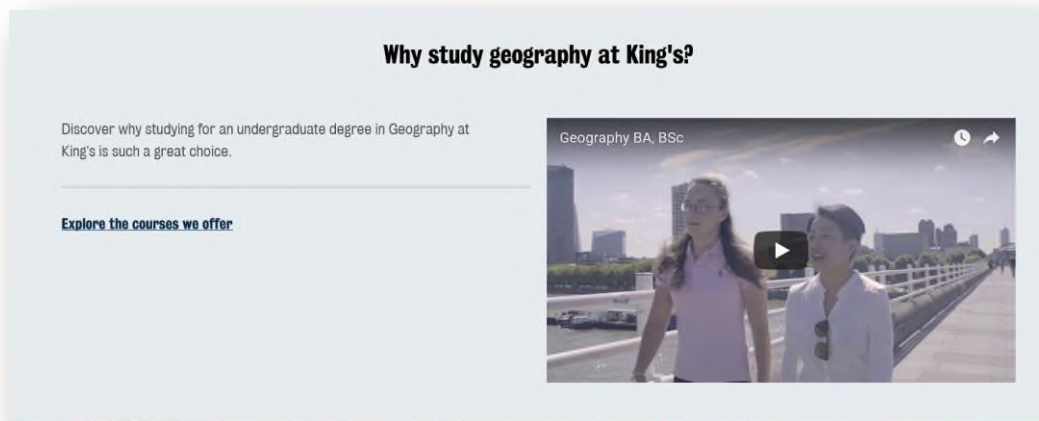 Why study geography at King's?
Discover why studying for an undergraduate degree in Geography at
King's is such a great choice.
Explore the courses we offer
Geography BA, BSc